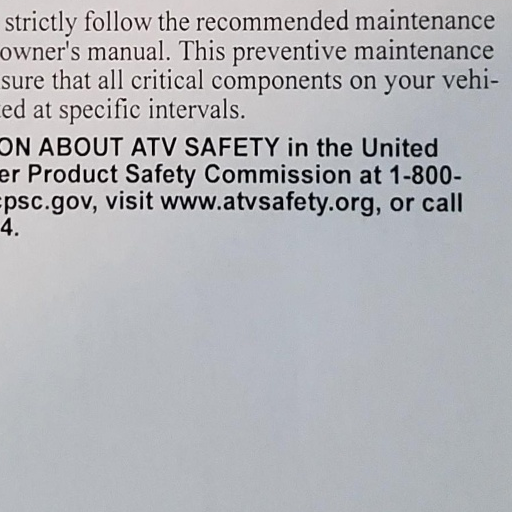 strictly follow the recommended maintenance
owner's manual. This preventive maintenance
sure that all critical components on your vehi-
ed at specific intervals.
ON ABOUT ATV SAFETY in the United
er Product Safety Commission at 1-800-
cpsc.gov, visit www.atvsafety.org, or call
4.